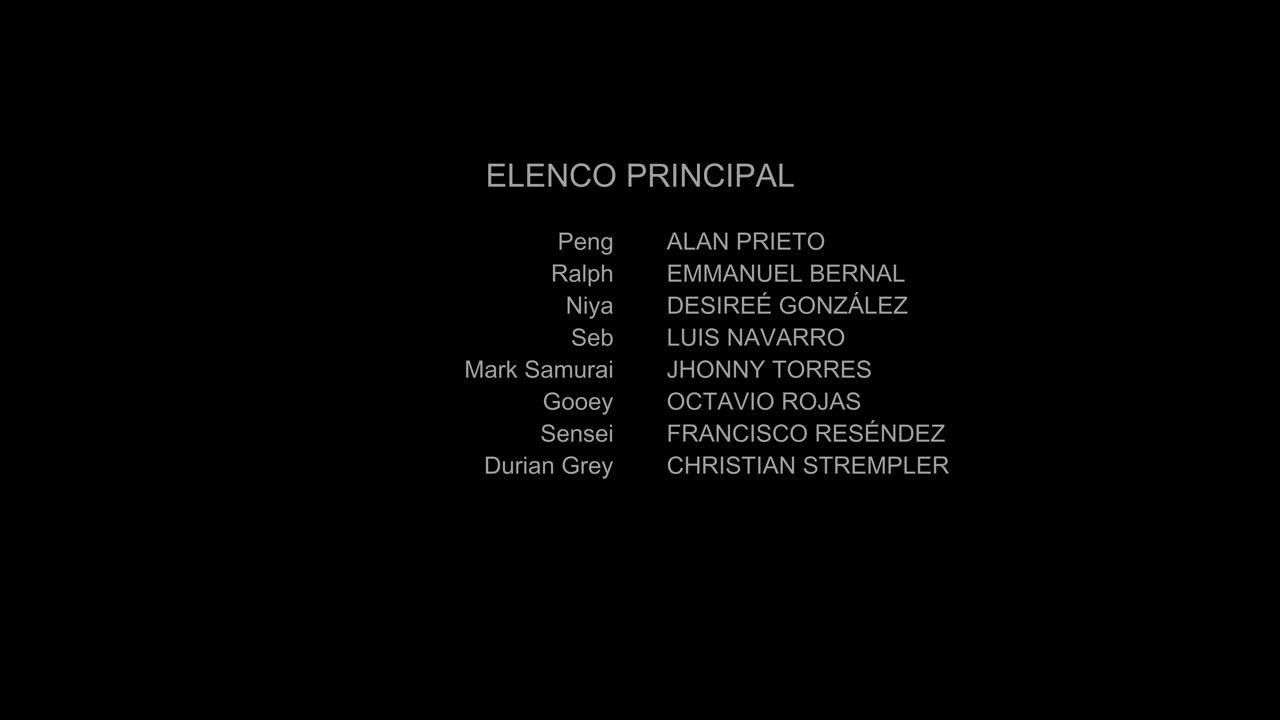 ELENCO PRINCIPAL
Peng ALAN PRIETO
Ralph EMMANUEL BERNAL
Niya DESIREÉ GONZÁLEZ
Seb LUIS NAVARRO
Mark Samurai JHONNY TORRES
Gooey OCTAVIO ROJAS
Sensei FRANCISCO RESÉNDEZ
Durian Grey CHRISTIAN STREMPLER